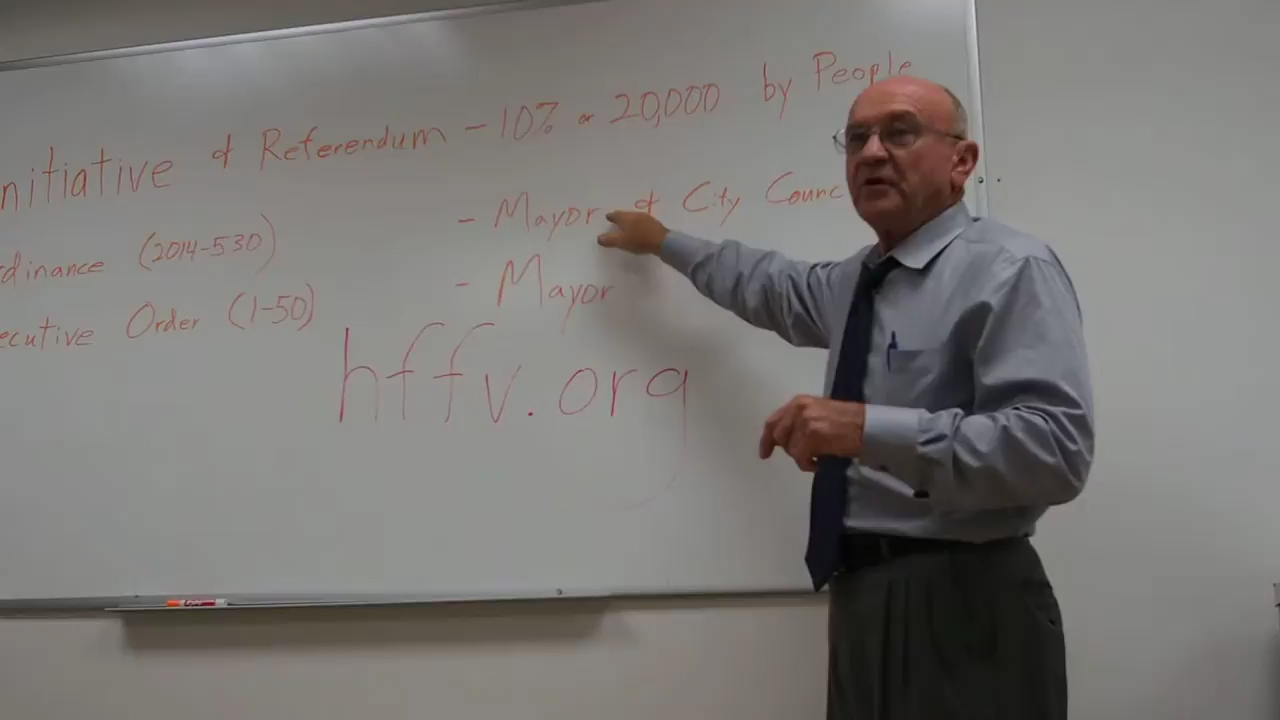 nitiative & Referendum - 10% or 20,000 by People
rdinance (2014-530) - Mayor & City Counc
ecutive Order (1-50) - Mayor
hffv.org